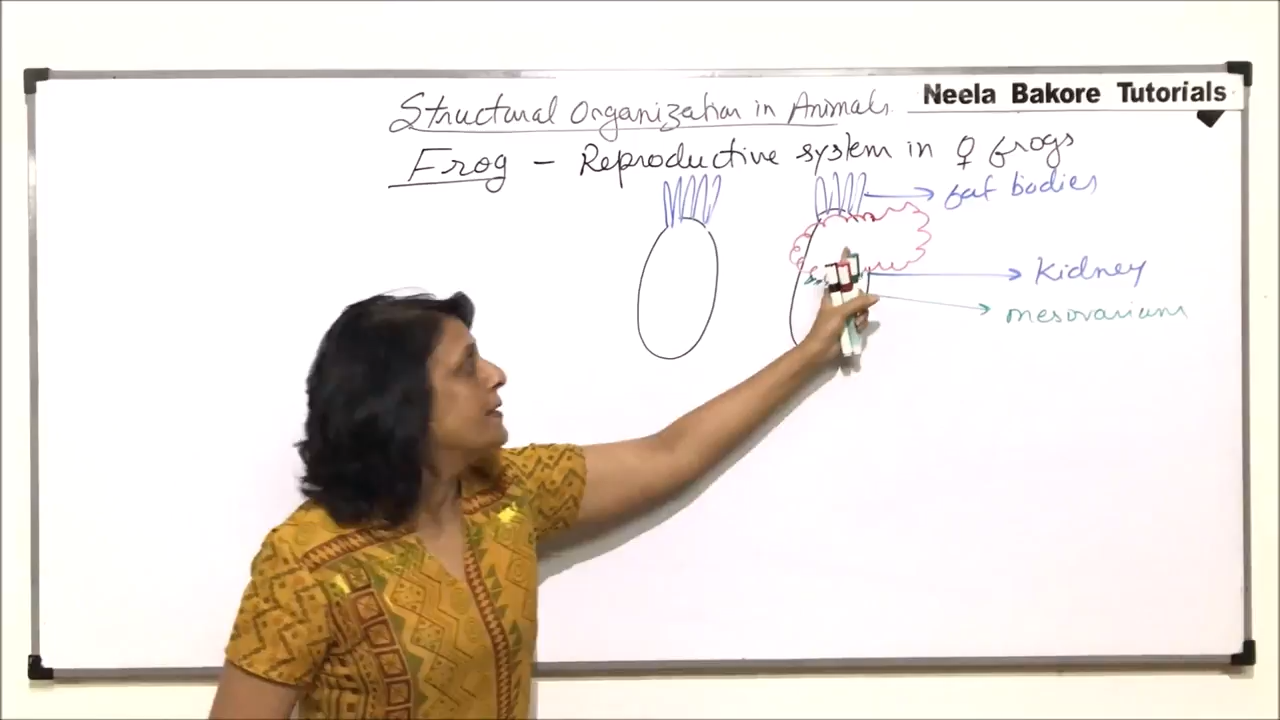 Neela Bakore Tutorials
Structural Organization in Animals
Frog - Reproductive system in ♀ frogs
fat bodies
kidney
mesovarium